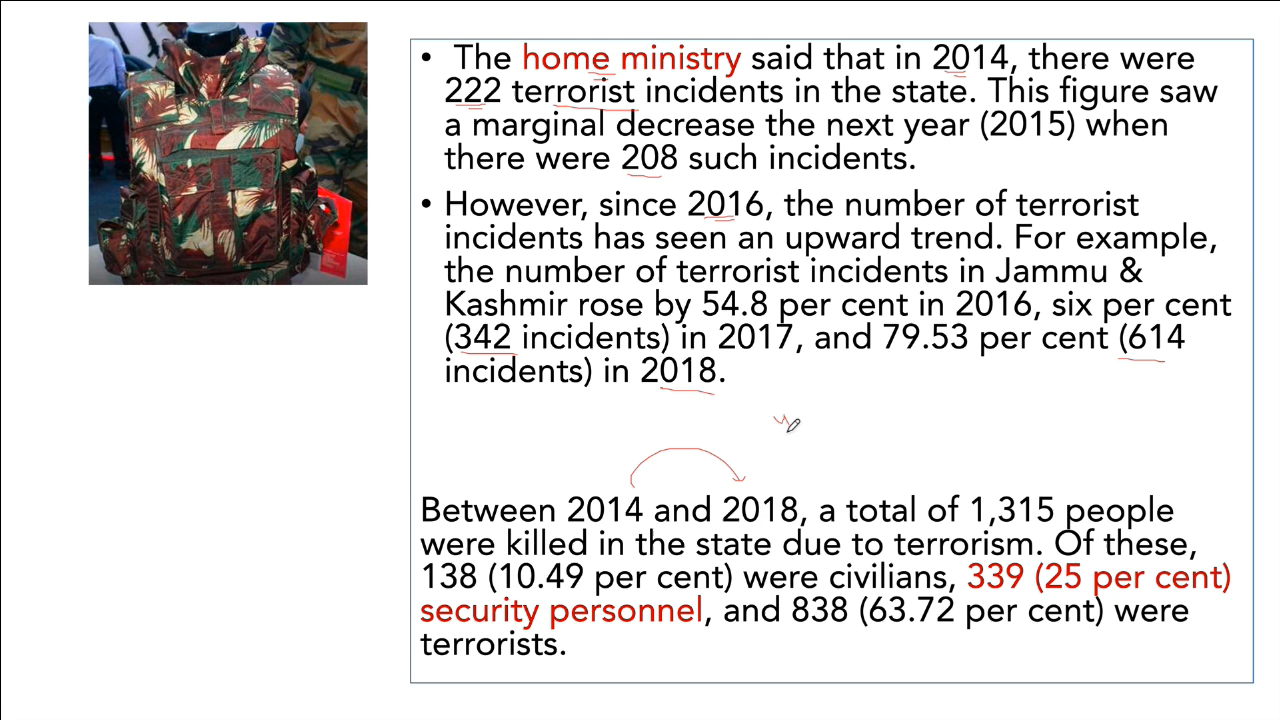 • The home ministry said that in 2014, there were
222 terrorist incidents in the state. This figure saw
a marginal decrease the next year (2015) when
there were 208 such incidents.
• However, since 2016, the number of terrorist
incidents has seen an upward trend. For example,
the number of terrorist incidents in Jammu &
Kashmir rose by 54.8 per cent in 2016, six per cent
(342 incidents) in 2017, and 79.53 per cent (614
incidents) in 2018.
Between 2014 and 2018, a total of 1,315 people
were killed in the state due to terrorism. Of these,
138 (10.49 per cent) were civilians, 339 (25 per cent)
security personnel, and 838 (63.72 per cent) were
terrorists.